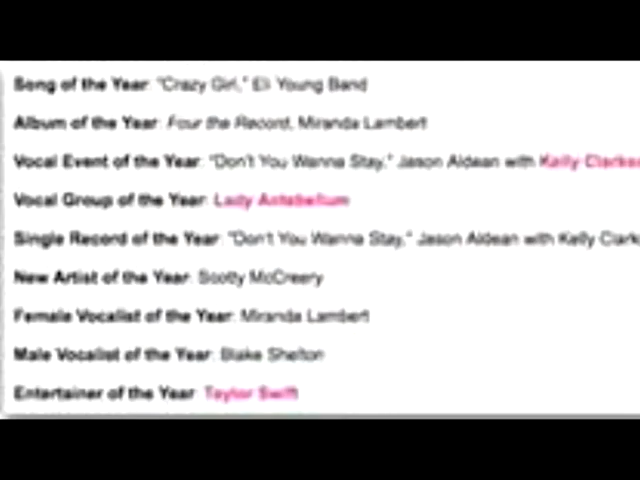 Song of the Year: "Crazy Girl," Eli Young Band
Album of the Year: Four the Record, Miranda Lambert
Vocal Event of the Year: "Don't You Wanna Stay," Jason Aldean with Kelly Clarkso
Vocal Group of the Year: Lady Antebellum
Single Record of the Year: "Don't You Wanna Stay," Jason Aldean with Kelly Clarks
New Artist of the Year: Scotty McCreery
Female Vocalist of the Year: Miranda Lambert
Male Vocalist of the Year: Blake Shelton
Entertainer of the Year: Taylor Swift